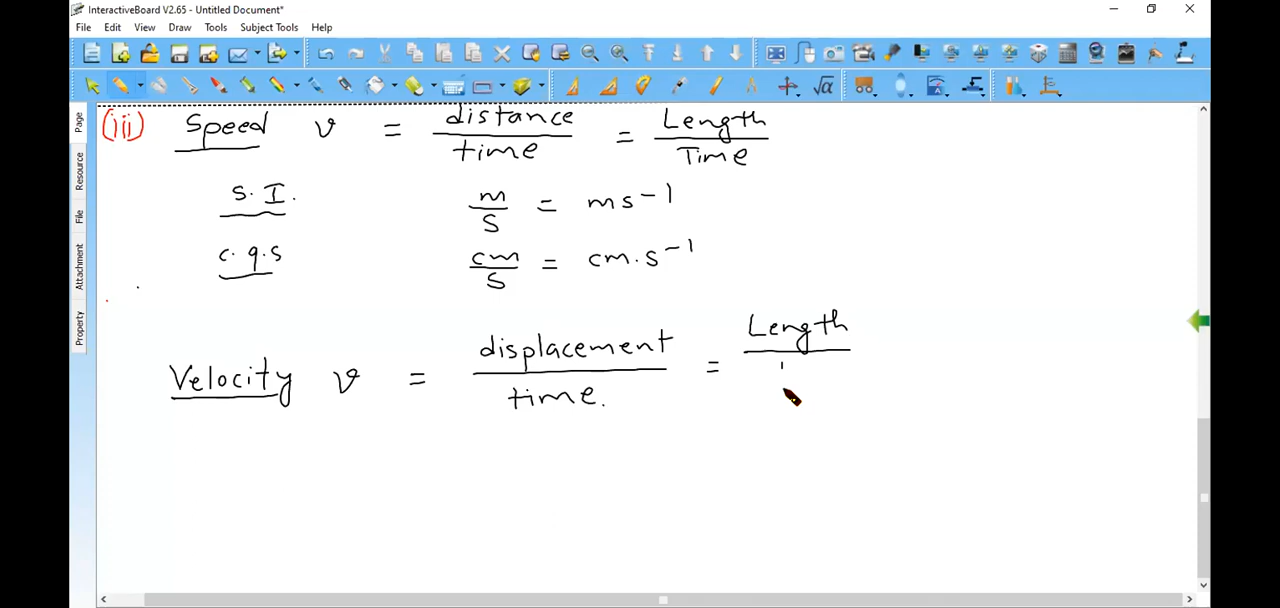 InteractiveBoard V2.65 - Untitled Document*
File Edit View Draw Tools Subject Tools Help
Page
Resource
File
Attachment
Property
(iii) Speed v = distance / time = Length / Time
S.I. m/s = ms-1
c.g.s cm/s = cm.s-1
Velocity v = displacement / time. = Length